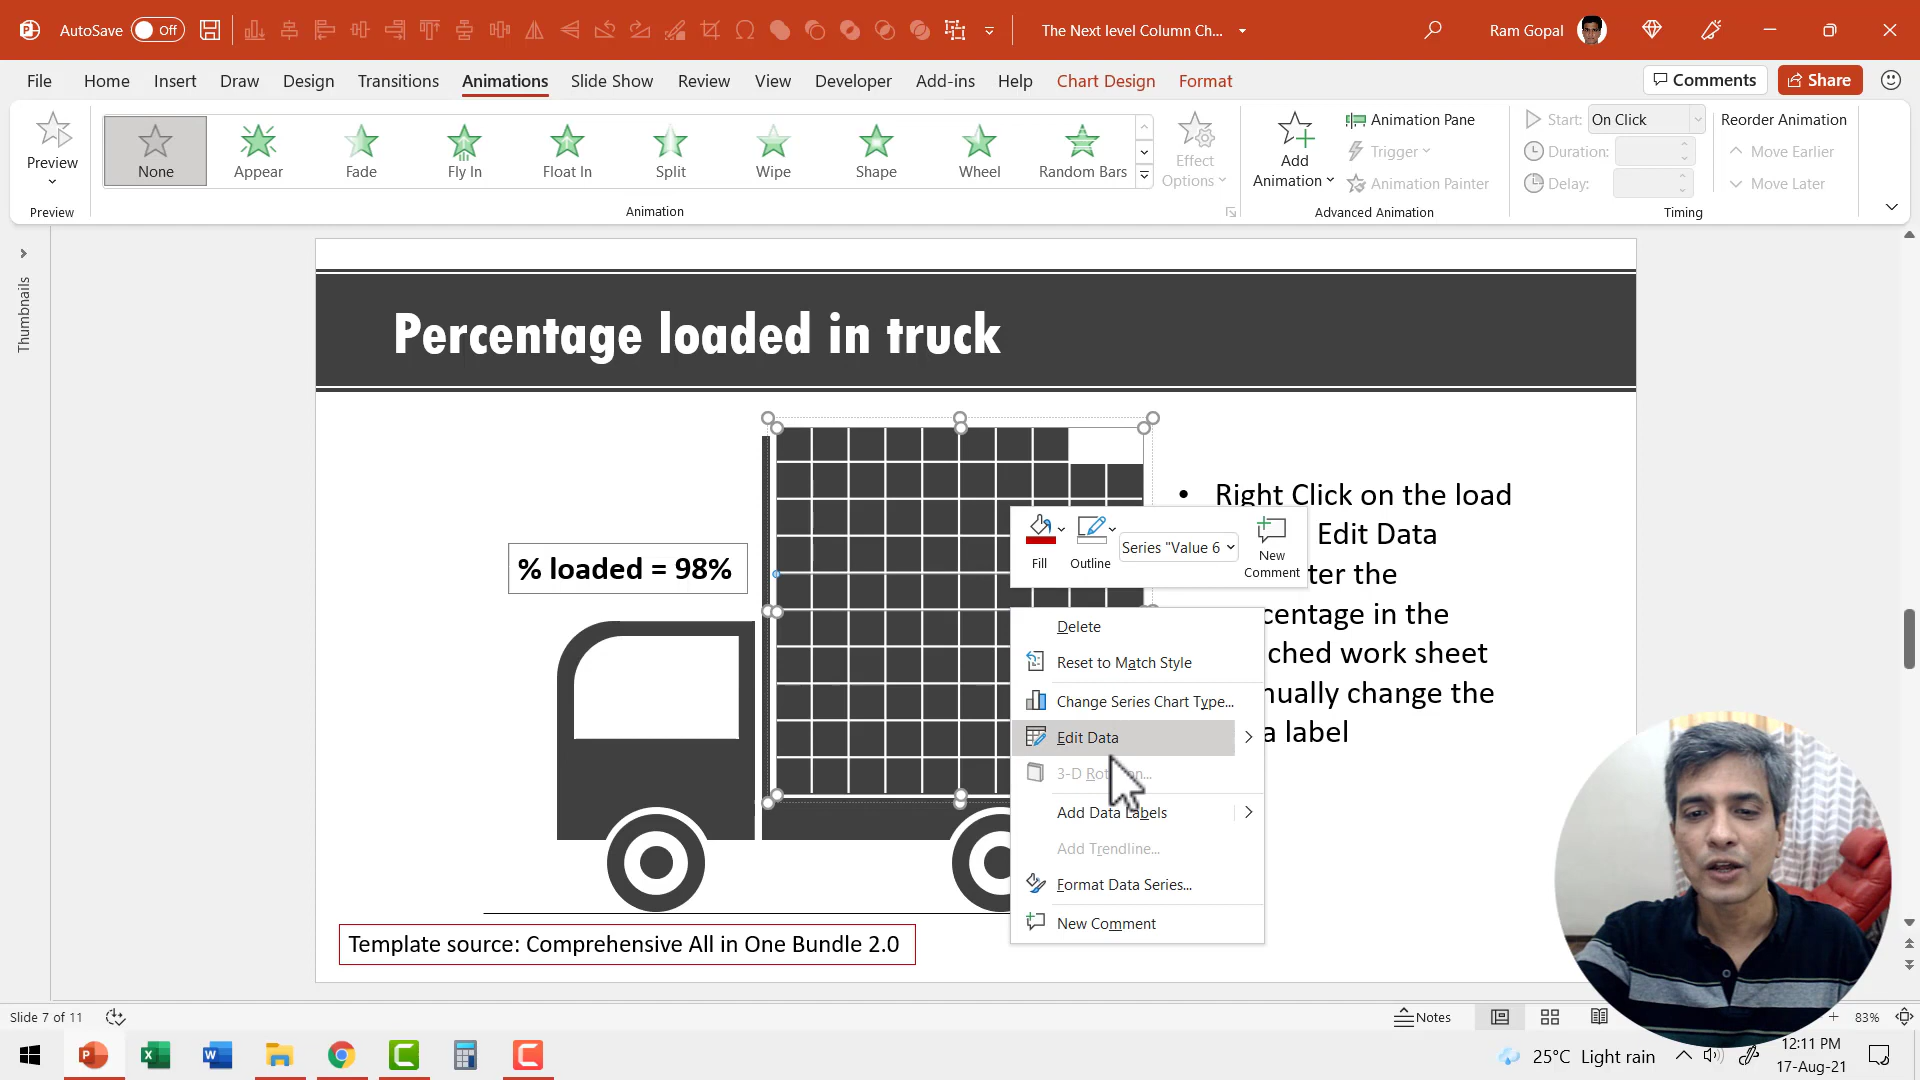 AutoSave Off The Next level Column Ch... Ram Gopal
File Home Insert Draw Design Transitions Animations Slide Show Review View Developer Add-ins Help Chart Design Format Comments Share
Preview None Appear Fade Fly In Float In Split Wipe Shape Wheel Random Bars Effect Options Add Animation
Animation Pane Start: On Click Reorder Animation
Trigger Duration: Move Earlier
Animation Painter Delay: Move Later
Preview Animation Advanced Animation Timing
Thumbnails
Percentage loaded in truck
% loaded = 98%
• Right Click on the load
Edit Data
ter the
centage in the
ched work sheet
nually change the
a label
Fill Outline Series "Value 6 New Comment
Delete
Reset to Match Style
Change Series Chart Type...
Edit Data
Add Data Labels
Add Trendline...
Format Data Series...
New Comment
Template source: Comprehensive All in One Bundle 2.0
Slide 7 of 11 Notes 83%
25°C Light rain 12:11 PM
17-Aug-21